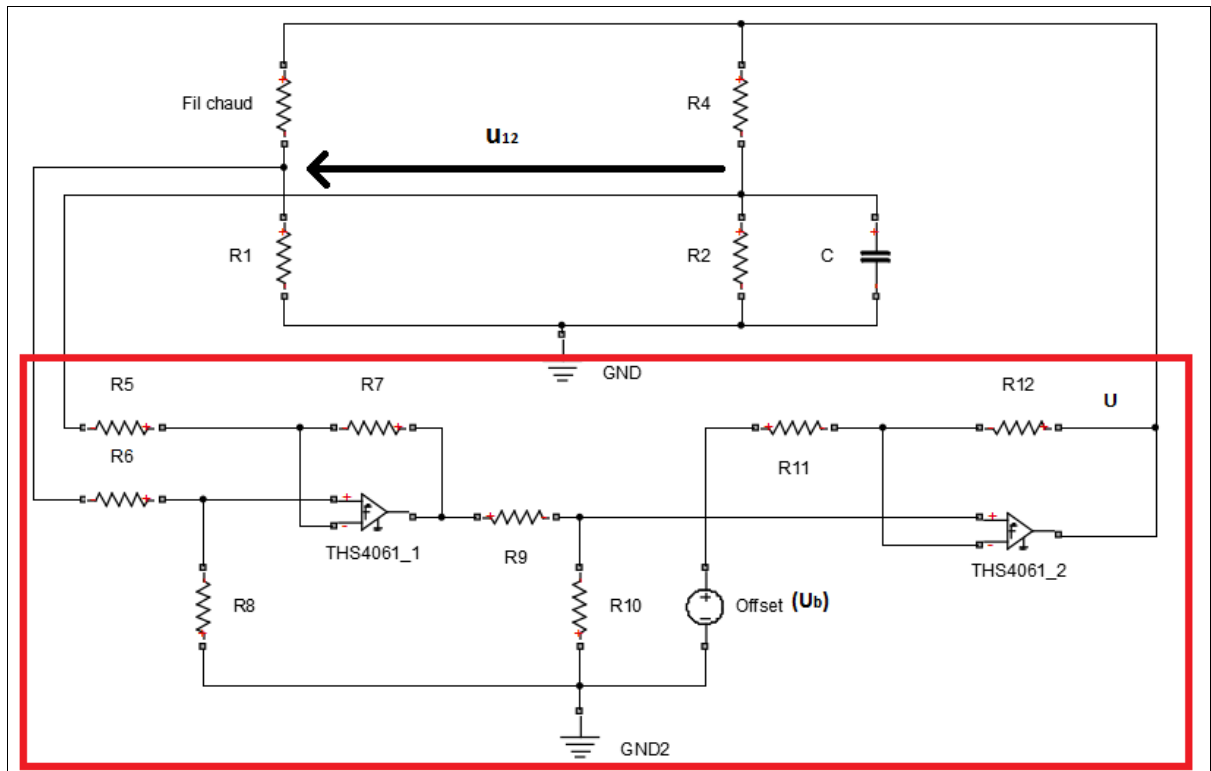 Fil chaud
R4
u₁₂
R1
R2
C
GND
R5
R7
R12
U
R6
R11
THS4061_1
R9
THS4061_2
R8
R10
Offset (Ub)
GND2